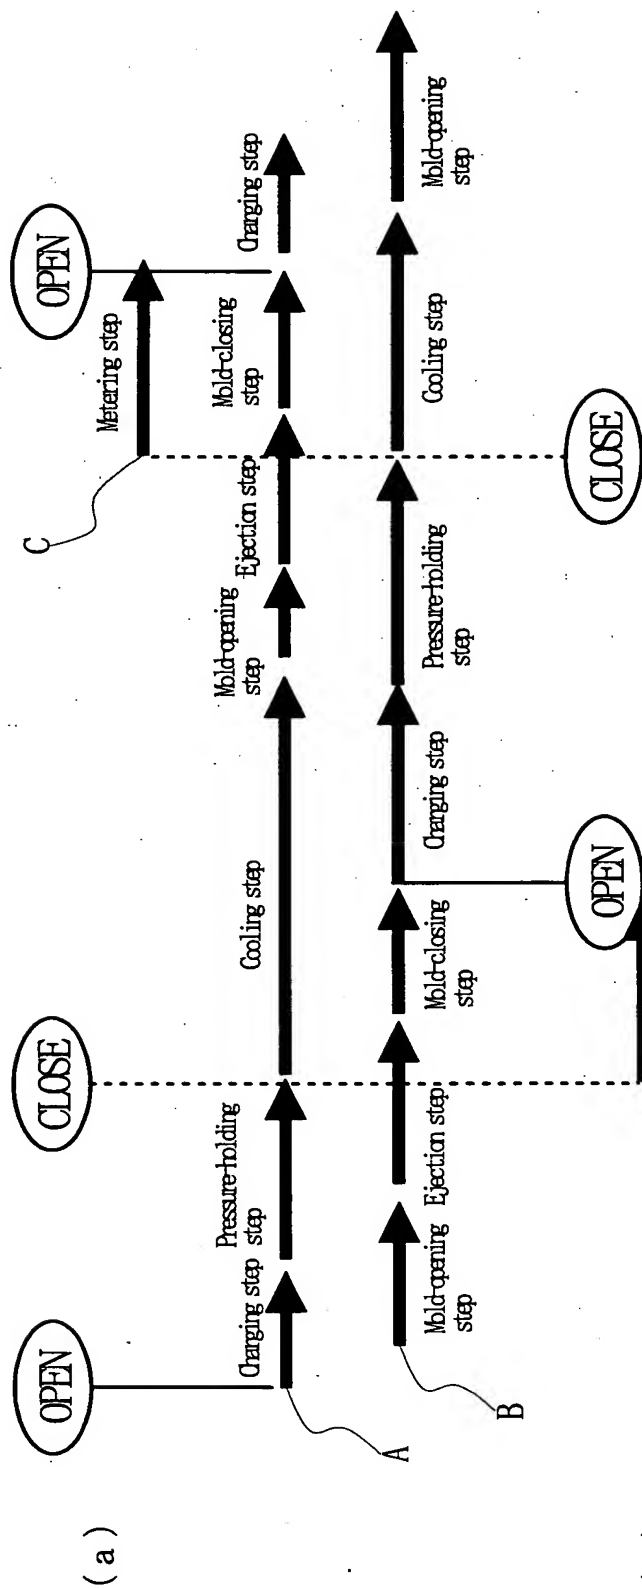 (a)
OPEN
CLOSE
OPEN
C
Metering step
Charging step
Pressure-holding
step
Cooling step
Mold-opening
step
Ejection step
Mold-closing
step
Charging step
A
B
Mold-opening
step
Ejection step
Mold-closing
step
Charging step
Pressure-holding
step
Cooling step
Mold-opening
step
OPEN
CLOSE